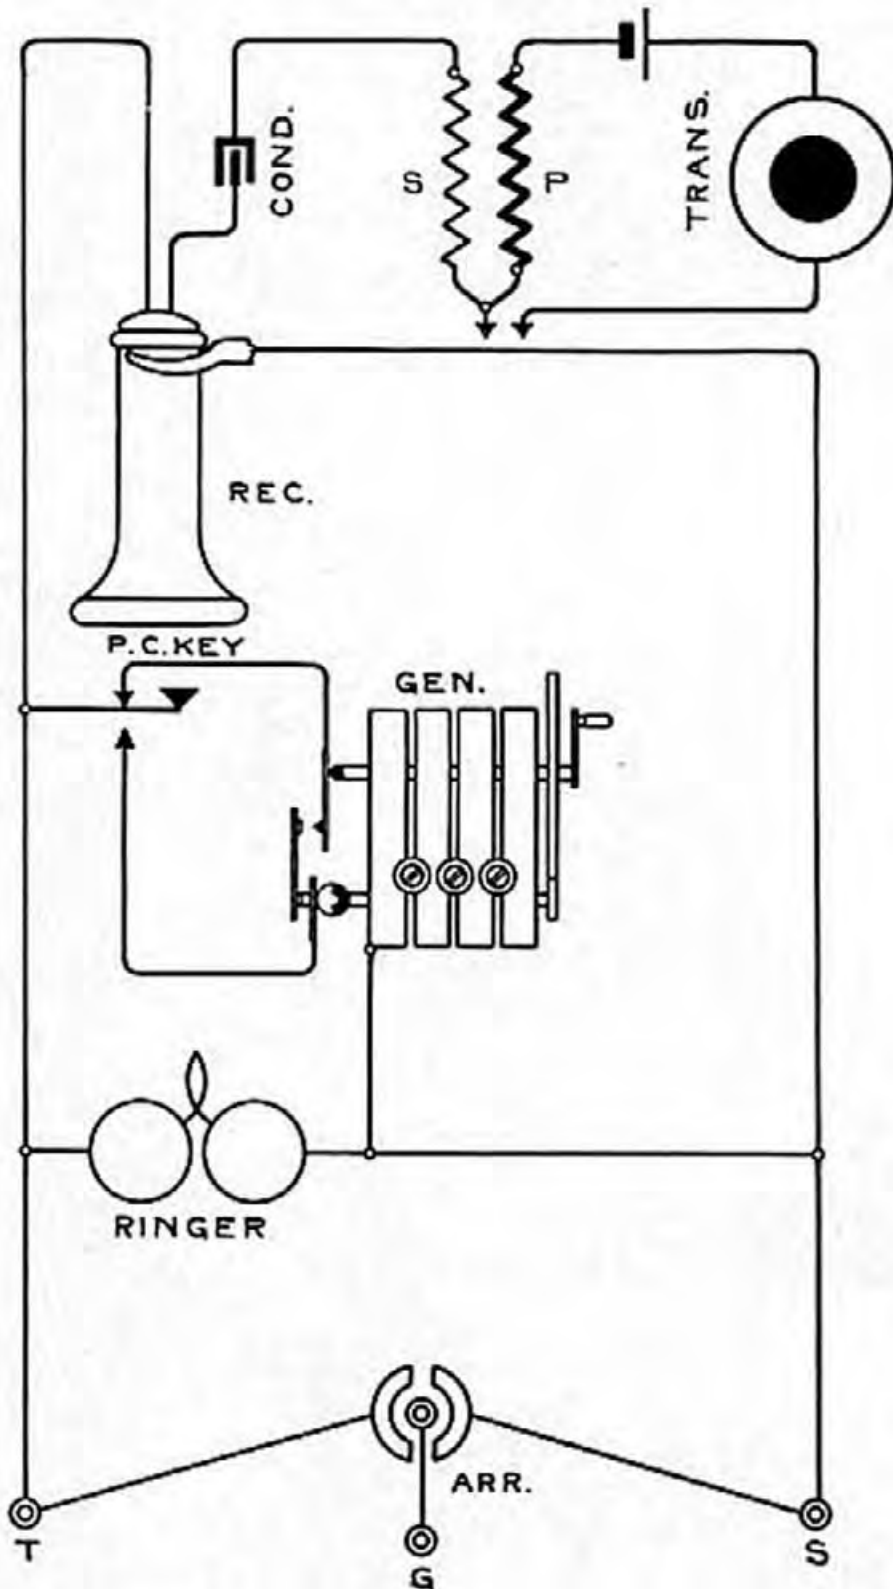 COND.
TRANS.
S
P
REC.
P.C.KEY
GEN.
RINGER
ARR.
T
G
S